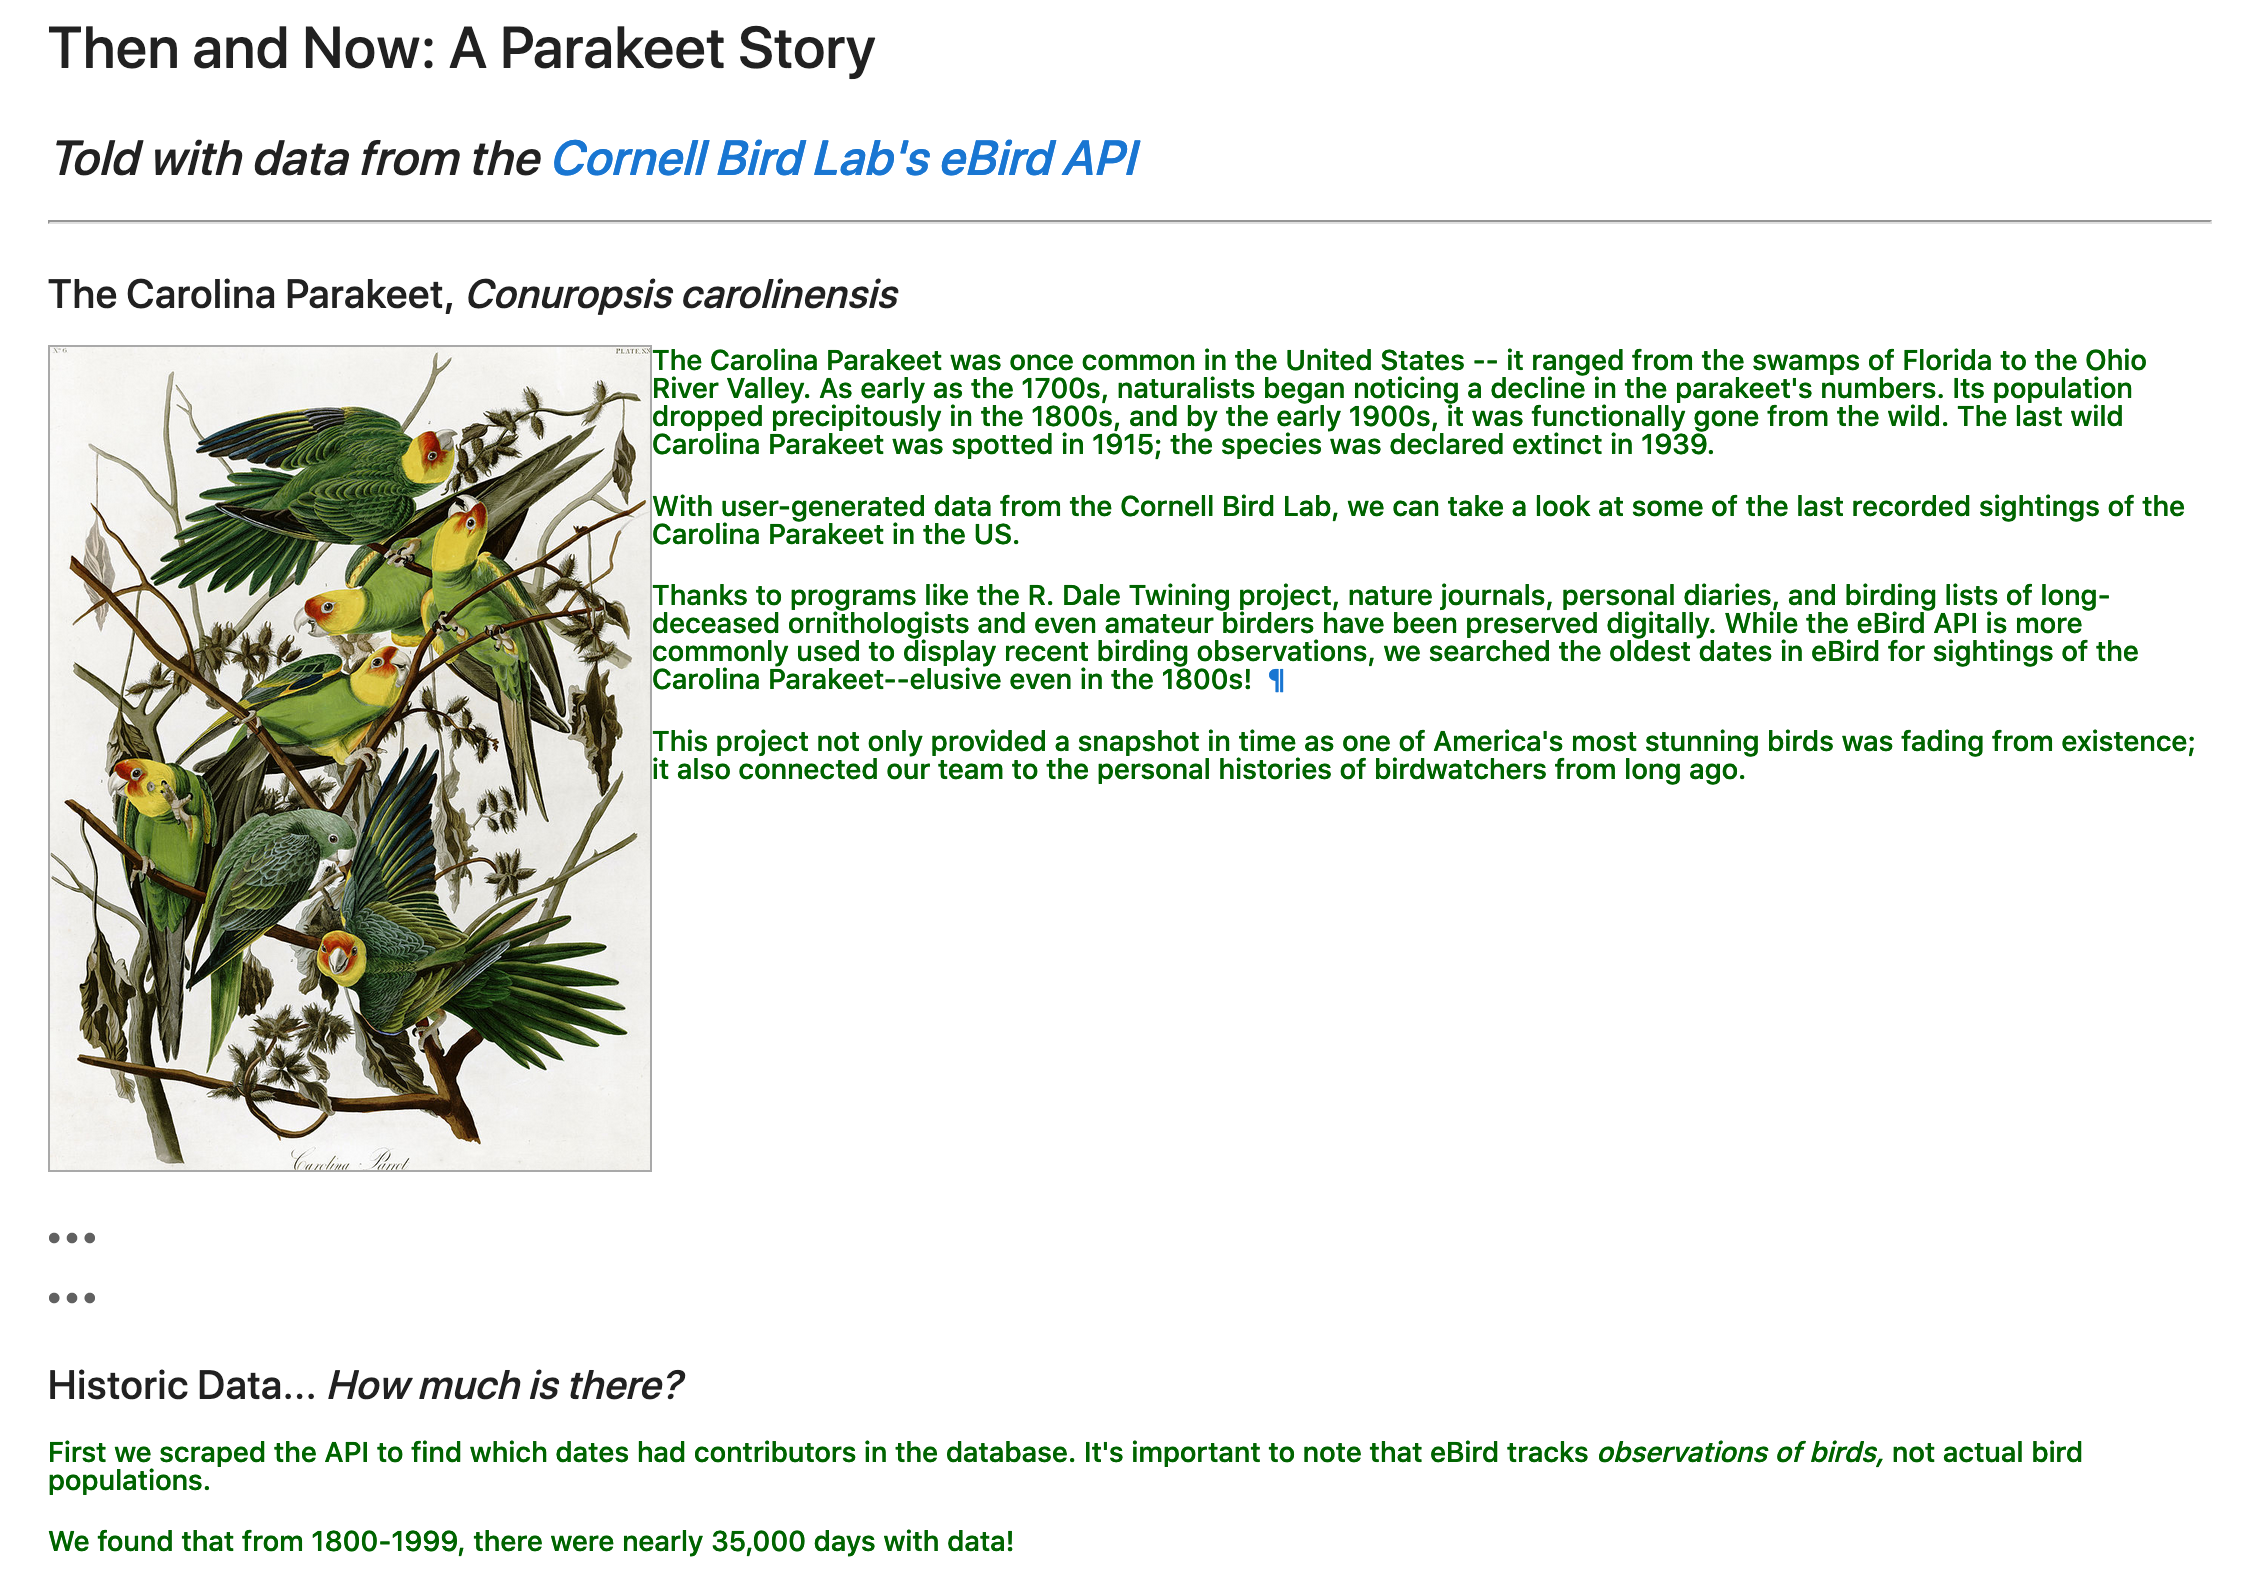 Then and Now: A Parakeet Story
Told with data from the Cornell Bird Lab's eBird API
The Carolina Parakeet, Conuropsis carolinensis
Nº 6
PLATE XX
The Carolina Parakeet was once common in the United States -- it ranged from the swamps of Florida to the Ohio
River Valley. As early as the 1700s, naturalists began noticing a decline in the parakeet's numbers. Its population
dropped precipitously in the 1800s, and by the early 1900s, it was functionally gone from the wild. The last wild
Carolina Parakeet was spotted in 1915; the species was declared extinct in 1939.
With user-generated data from the Cornell Bird Lab, we can take a look at some of the last recorded sightings of the
Carolina Parakeet in the US.
Thanks to programs like the R. Dale Twining project, nature journals, personal diaries, and birding lists of long-
deceased ornithologists and even amateur birders have been preserved digitally. While the eBird API is more
commonly used to display recent birding observations, we searched the oldest dates in eBird for sightings of the
Carolina Parakeet--elusive even in the 1800s! ¶
This project not only provided a snapshot in time as one of America's most stunning birds was fading from existence;
it also connected our team to the personal histories of birdwatchers from long ago.
Carolina Parrot
•••
•••
Historic Data... How much is there?
First we scraped the API to find which dates had contributors in the database. It's important to note that eBird tracks observations of birds, not actual bird
populations.
We found that from 1800-1999, there were nearly 35,000 days with data!